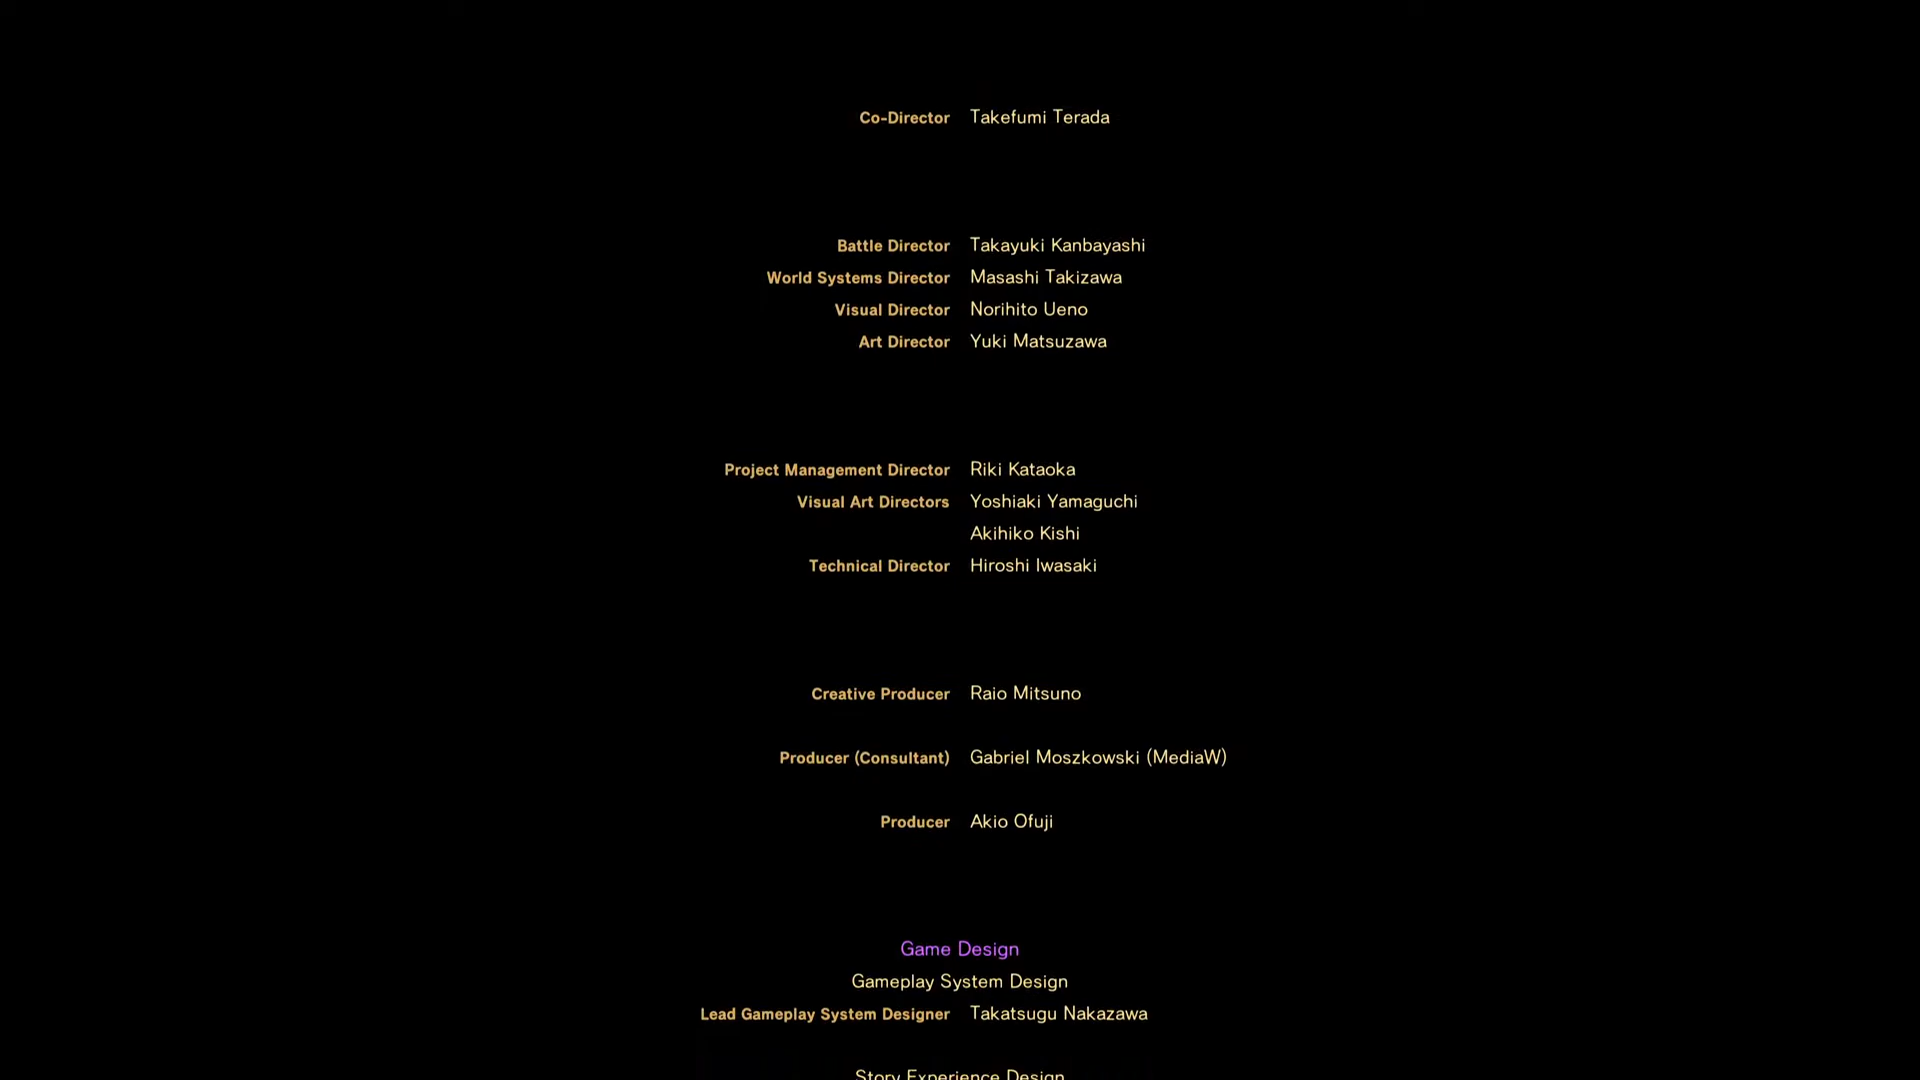 Co-Director Takefumi Terada
Battle Director Takayuki Kanbayashi
World Systems Director Masashi Takizawa
Visual Director Norihito Ueno
Art Director Yuki Matsuzawa
Project Management Director Riki Kataoka
Visual Art Directors Yoshiaki Yamaguchi
Akihiko Kishi
Technical Director Hiroshi Iwasaki
Creative Producer Raio Mitsuno
Producer (Consultant) Gabriel Moszkowski (MediaW)
Producer Akio Ofuji
Game Design
Gameplay System Design
Lead Gameplay System Designer Takatsugu Nakazawa
Story Experience Design